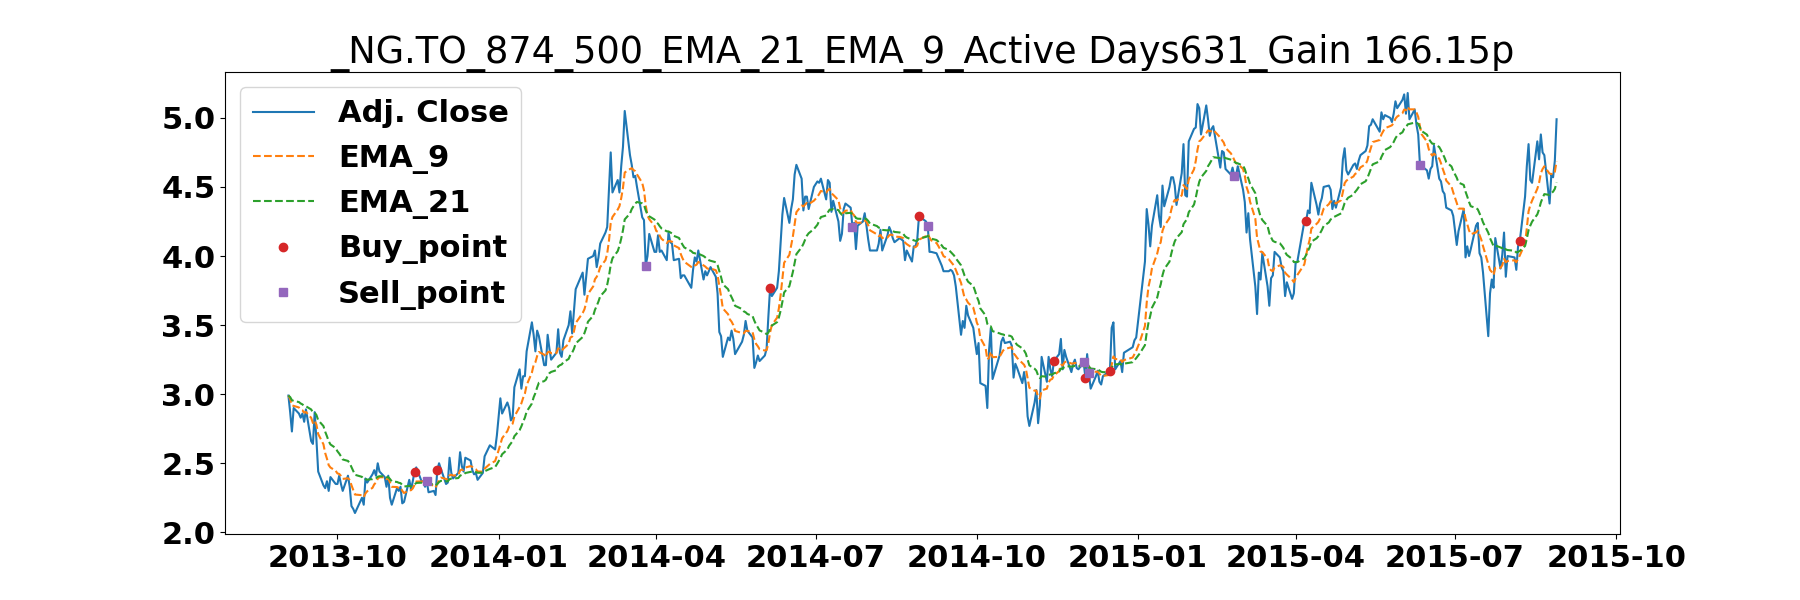 _NG.TO_874_500_EMA_21_EMA_9_Active Days631_Gain 166.15p
Adj. Close
EMA_9
EMA_21
Buy_point
Sell_point
5.0
4.5
4.0
3.5
3.0
2.5
2.0
2013-10 2014-01 2014-04 2014-07 2014-10 2015-01 2015-04 2015-07 2015-10